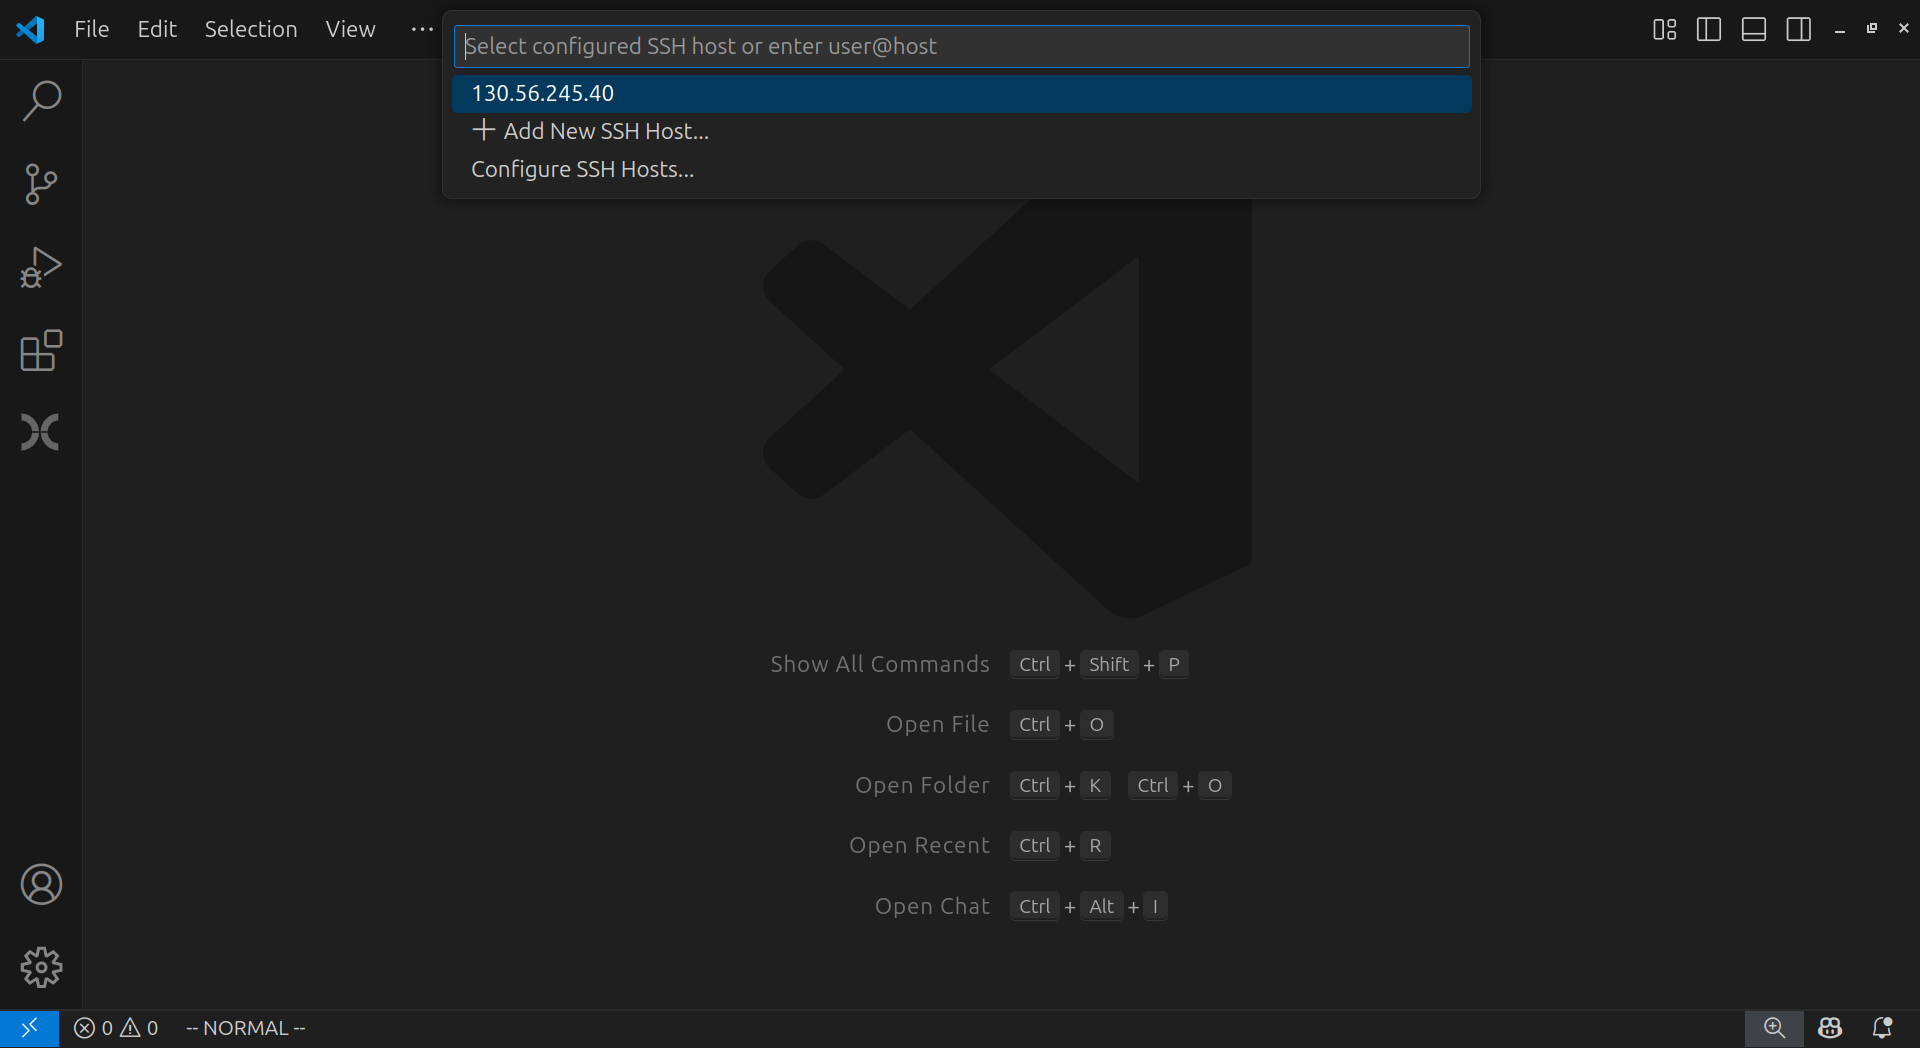 File Edit Selection View ···
Select configured SSH host or enter user@host
130.56.245.40
+ Add New SSH Host...
Configure SSH Hosts...
Show All Commands Ctrl + Shift + P
Open File Ctrl + O
Open Folder Ctrl + K Ctrl + O
Open Recent Ctrl + R
Open Chat Ctrl + Alt + I
0 0 -- NORMAL --